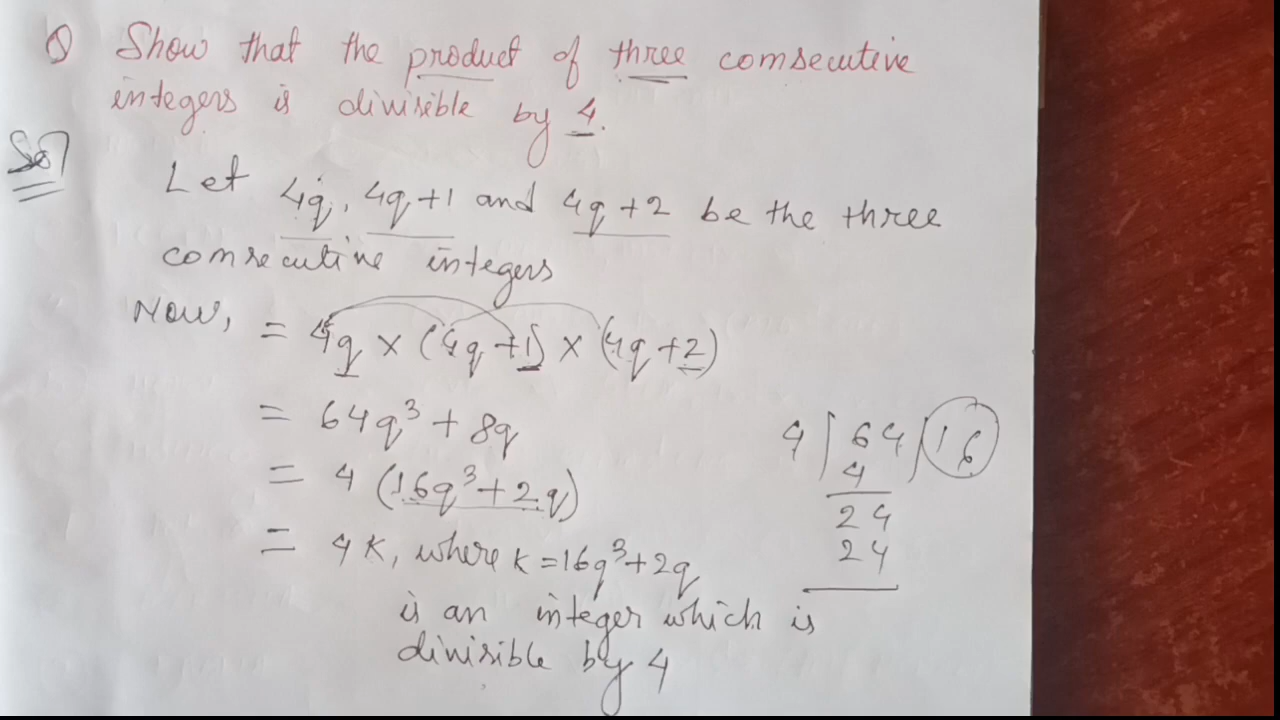 Q Show that the product of three consecutive
integers is divisible by 4.
Sol
Let 4q, 4q+1 and 4q+2 be the three
consecutive integers
Now, = 4q × (4q+1) × (4q+2)
= 64q³ + 8q
= 4 (16q³+2q)
= 4K, where K=16q³+2q
is an integer which is
divisible by 4
4 ) 64 ( 16
4
24
24